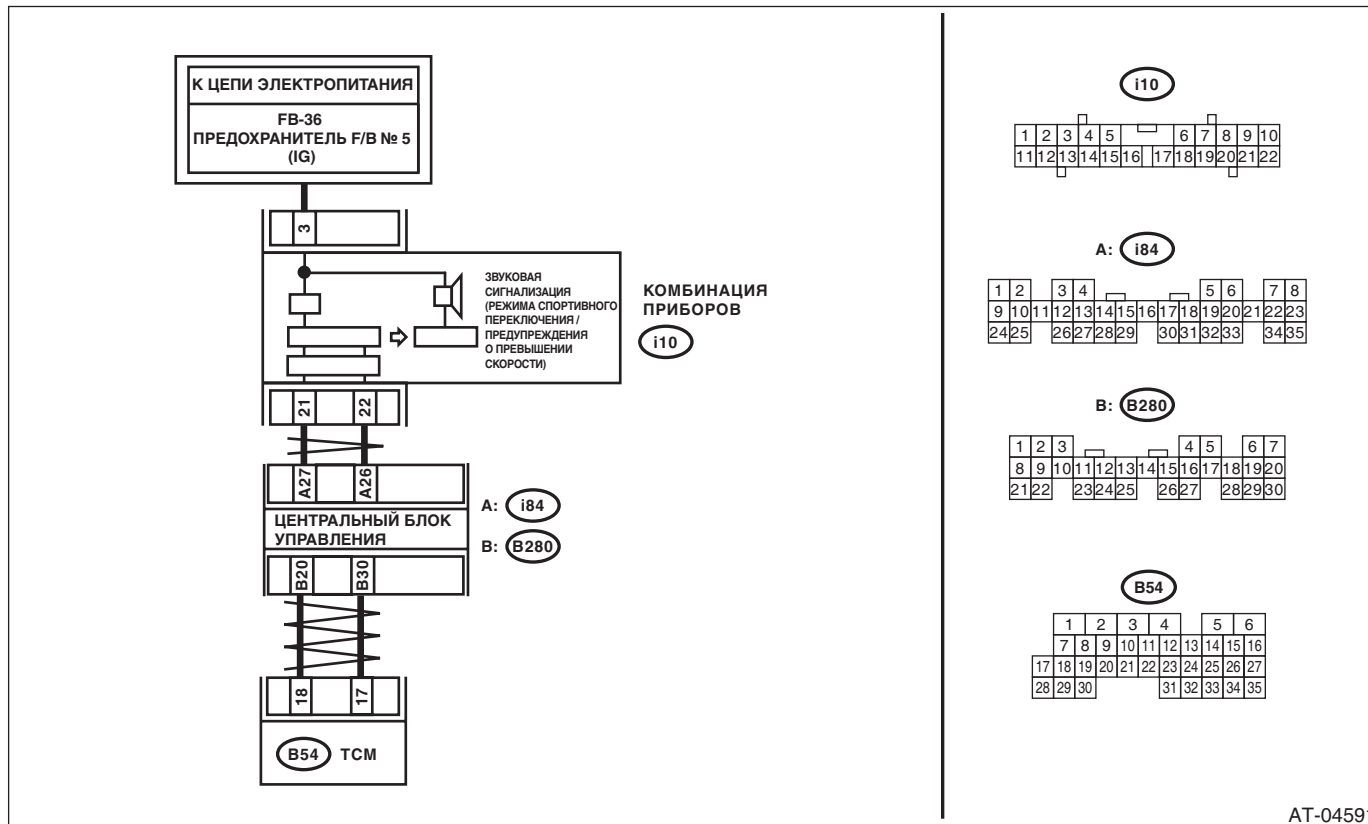 К ЦЕПИ ЭЛЕКТРОПИТАНИЯ
FB-36
ПРЕДОХРАНИТЕЛЬ F/B № 5
(IG)
3
ЗВУКОВАЯ
СИГНАЛИЗАЦИЯ
(РЕЖИМА СПОРТИВНОГО
ПЕРЕКЛЮЧЕНИЯ /
ПРЕДУПРЕЖДЕНИЯ
О ПРЕВЫШЕНИИ
СКОРОСТИ)
КОМБИНАЦИЯ
ПРИБОРОВ
i10
21 22
A27 A26
ЦЕНТРАЛЬНЫЙ БЛОК
УПРАВЛЕНИЯ
A: i84
B: B280
B20 B30
18 17
B54 TCM
i10
1 2 3 4 5 6 7 8 9 10
11 12 13 14 15 16 17 18 19 20 21 22
A: i84
1 2 3 4 5 6 7 8
9 10 11 12 13 14 15 16 17 18 19 20 21 22 23
24 25 26 27 28 29 30 31 32 33 34 35
B: B280
1 2 3 4 5 6 7
8 9 10 11 12 13 14 15 16 17 18 19 20
21 22 23 24 25 26 27 28 29 30
B54
1 2 3 4 5 6
7 8 9 10 11 12 13 14 15 16
17 18 19 20 21 22 23 24 25 26 27
28 29 30 31 32 33 34 35